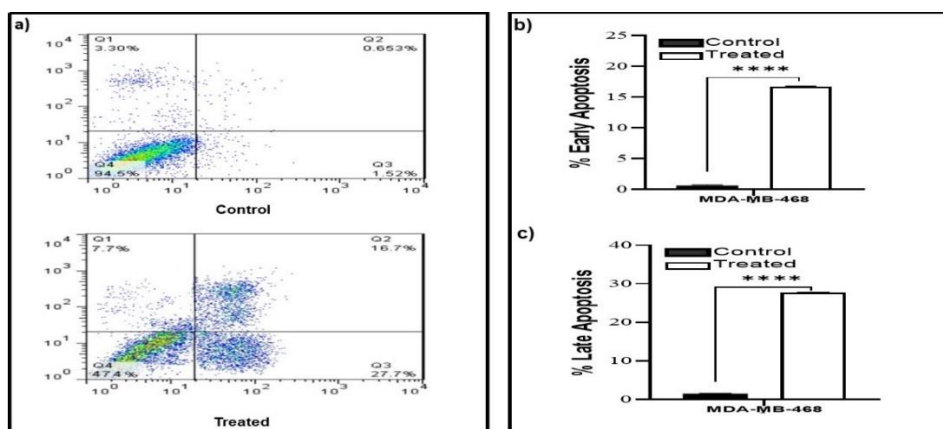 a)
10⁴
Q1
3.30%
Q2
0.653%
10³
10²
10¹
10⁰
Q4
94.5%
Q3
1.52%
10⁰ 10¹ 10² 10³ 10⁴
Control
10⁴
Q1
7.7%
Q2
16.7%
10³
10²
10¹
10⁰
Q4
47.4%
Q3
27.7%
10⁰ 10¹ 10² 10³ 10⁴
Treated
b)
% Early Apoptosis
25
20
15
10
5
0
Control
Treated
****
MDA-MB-468
c)
% Late Apoptosis
40
30
20
10
0
Control
Treated
****
MDA-MB-468